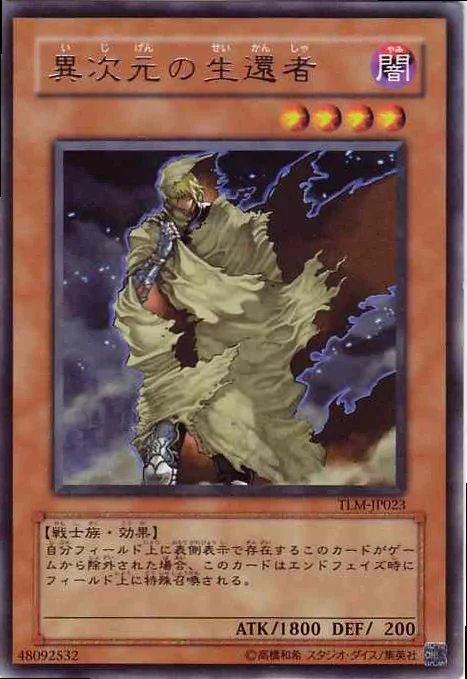 異次元の生還者
い じ げん せい かん しゃ
闇
やみ
TLM-JP023
【戦士族・効果】
自分フィールド上に表側表示で存在するこのカードがゲ
ームから除外された場合、このカードはエンドフェイズ時に
フィールド上に特殊召喚される。
ATK/1800 DEF/ 200
48092532
©高橋和希 スタジオ・ダイス/集英社